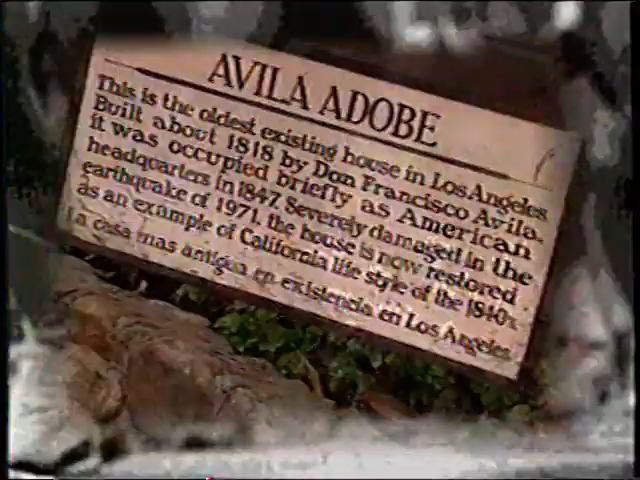 AVILA ADOBE
This is the oldest existing house in Los Angeles
Built about 1818 by Don Francisco Avila.
it was occupied briefly as American
headquarters in 1847. Severely damaged in the
earthquake of 1971, the house is now restored
as an example of California life style of the 1840s
La casa mas antigua en existencia en Los Angeles